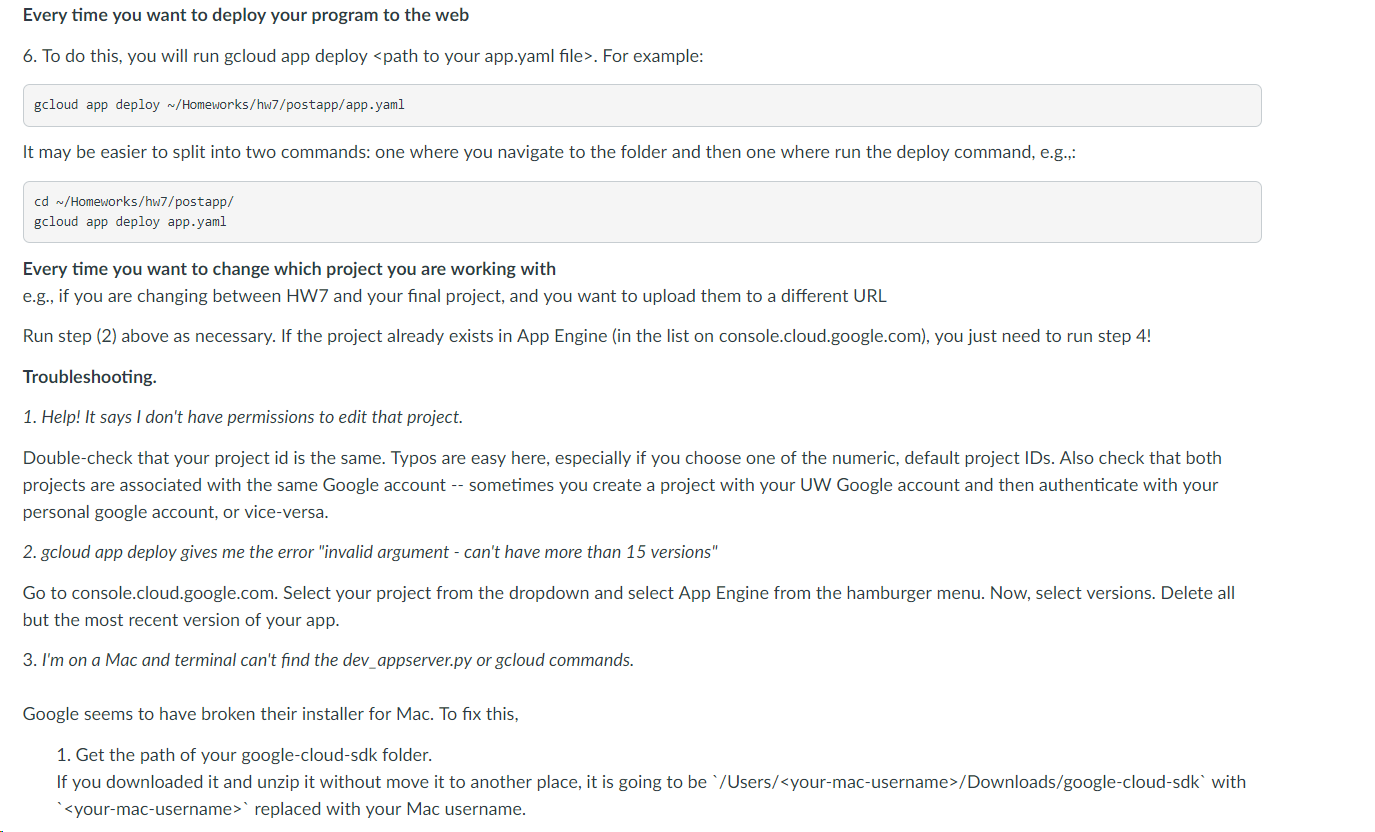 Every time you want to deploy your program to the web
6. To do this, you will run gcloud app deploy <path to your app.yaml file>. For example:
gcloud app deploy ~/Homeworks/hw7/postapp/app.yaml
It may be easier to split into two commands: one where you navigate to the folder and then one where run the deploy command, e.g.,:
cd ~/Homeworks/hw7/postapp/
gcloud app deploy app.yaml
Every time you want to change which project you are working with
e.g., if you are changing between HW7 and your final project, and you want to upload them to a different URL
Run step (2) above as necessary. If the project already exists in App Engine (in the list on console.cloud.google.com), you just need to run step 4!
Troubleshooting.
1. Help! It says I don't have permissions to edit that project.
Double-check that your project id is the same. Typos are easy here, especially if you choose one of the numeric, default project IDs. Also check that both
projects are associated with the same Google account -- sometimes you create a project with your UW Google account and then authenticate with your
personal google account, or vice-versa.
2. gcloud app deploy gives me the error "invalid argument - can't have more than 15 versions"
Go to console.cloud.google.com. Select your project from the dropdown and select App Engine from the hamburger menu. Now, select versions. Delete all
but the most recent version of your app.
3. I'm on a Mac and terminal can't find the dev_appserver.py or gcloud commands.
Google seems to have broken their installer for Mac. To fix this,
1. Get the path of your google-cloud-sdk folder.
If you downloaded it and unzip it without move it to another place, it is going to be `/Users/<your-mac-username>/Downloads/google-cloud-sdk` with
`<your-mac-username>` replaced with your Mac username.